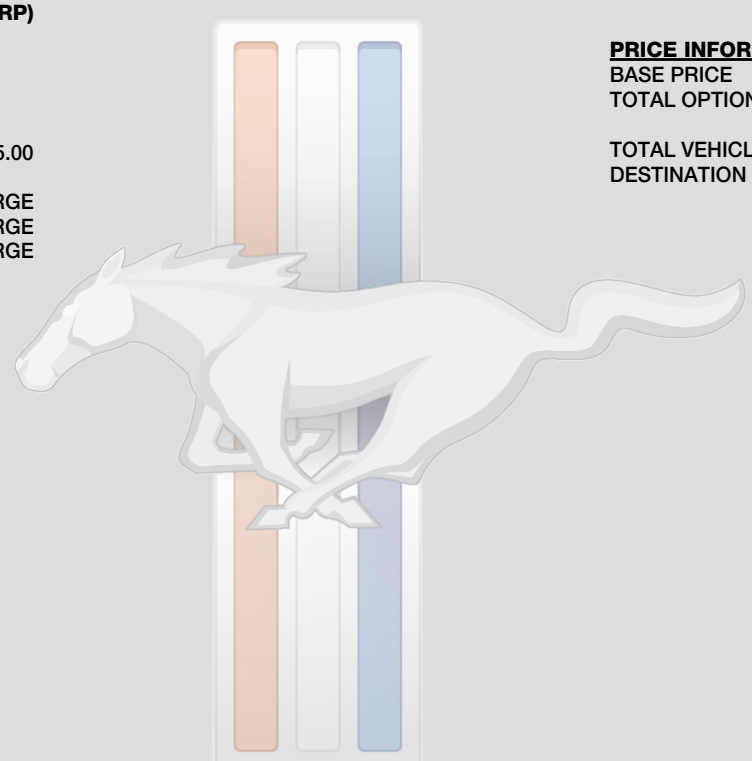 RP)
5.00
RGE
RGE
RGE
PRICE INFOR
BASE PRICE
TOTAL OPTION
TOTAL VEHICL
DESTINATION